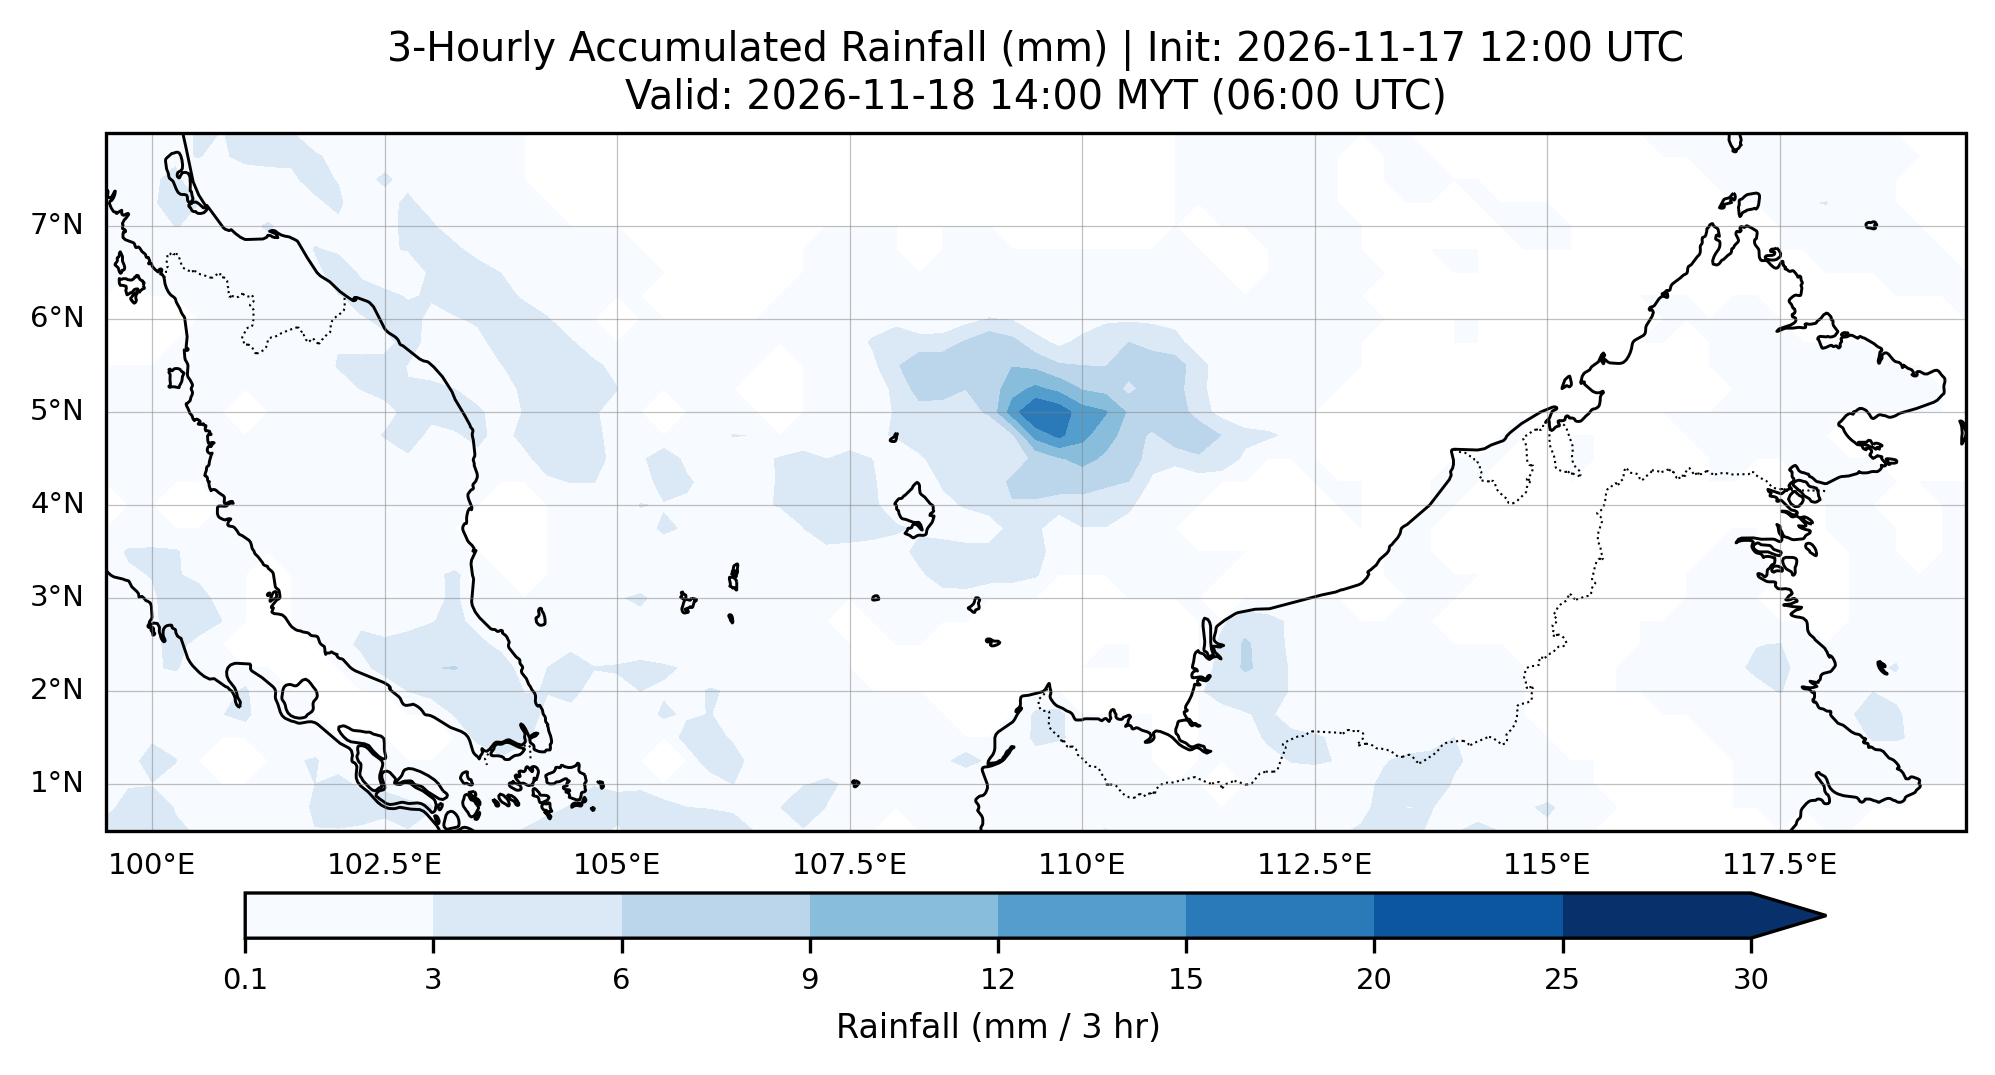 3-Hourly Accumulated Rainfall (mm) | Init: 2026-11-17 12:00 UTC
Valid: 2026-11-18 14:00 MYT (06:00 UTC)
7°N
6°N
5°N
4°N
3°N
2°N
1°N
100°E 102.5°E 105°E 107.5°E 110°E 112.5°E 115°E 117.5°E
0.1 3 6 9 12 15 20 25 30
Rainfall (mm / 3 hr)